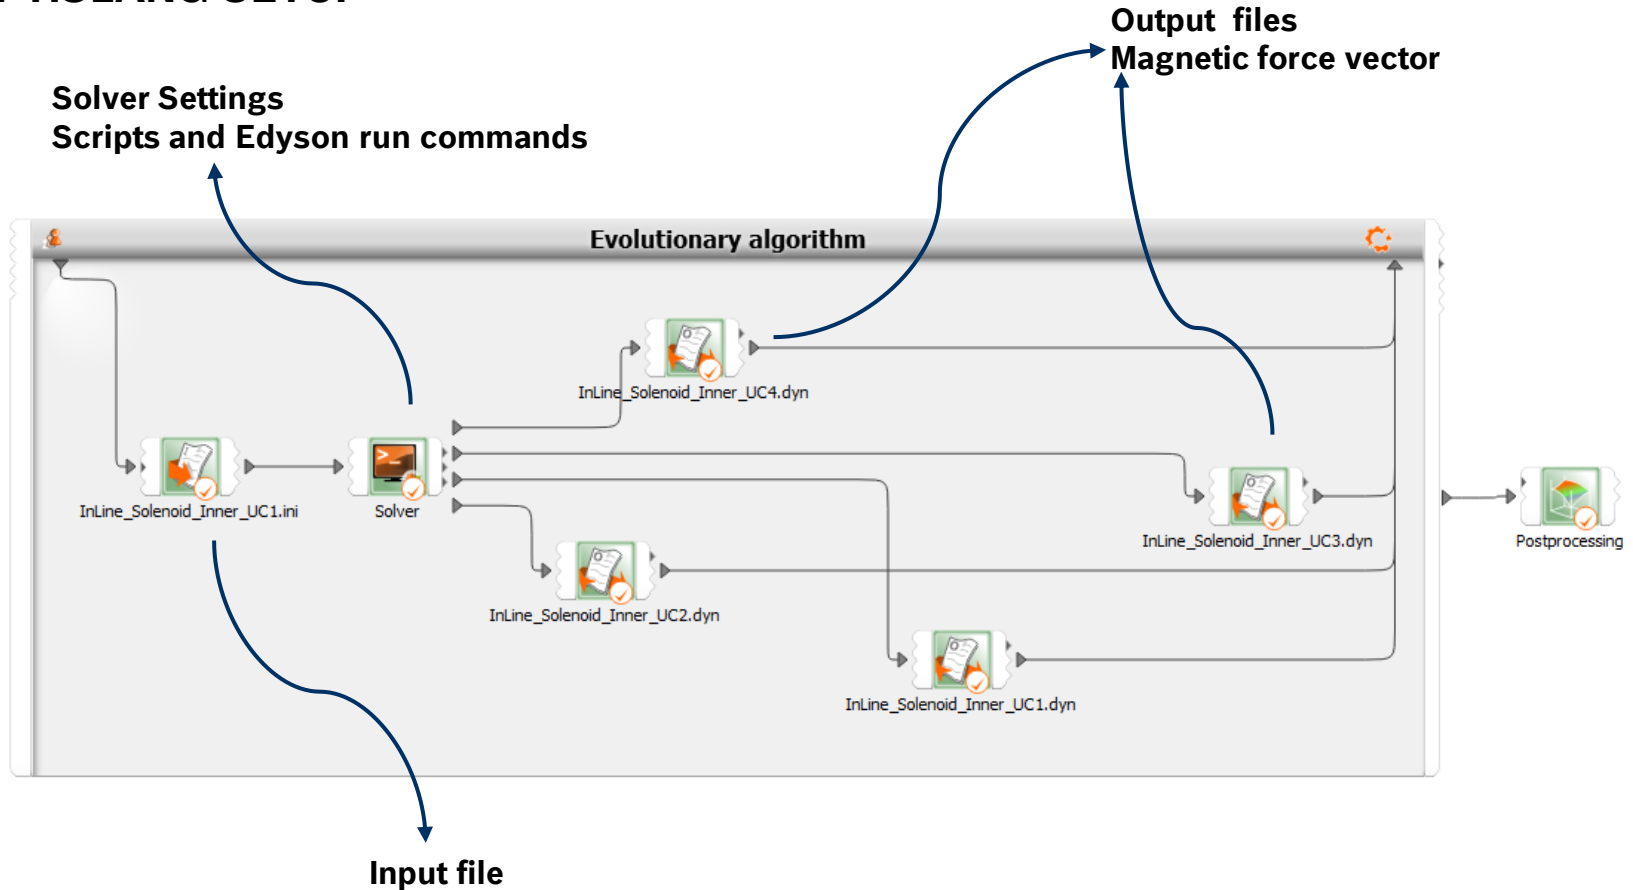 Output files
Magnetic force vector
Solver Settings
Scripts and Edyson run commands
Evolutionary algorithm
InLine_Solenoid_Inner_UC4.dyn
InLine_Solenoid_Inner_UC1.ini
Solver
InLine_Solenoid_Inner_UC3.dyn
Postprocessing
InLine_Solenoid_Inner_UC2.dyn
InLine_Solenoid_Inner_UC1.dyn
Input file